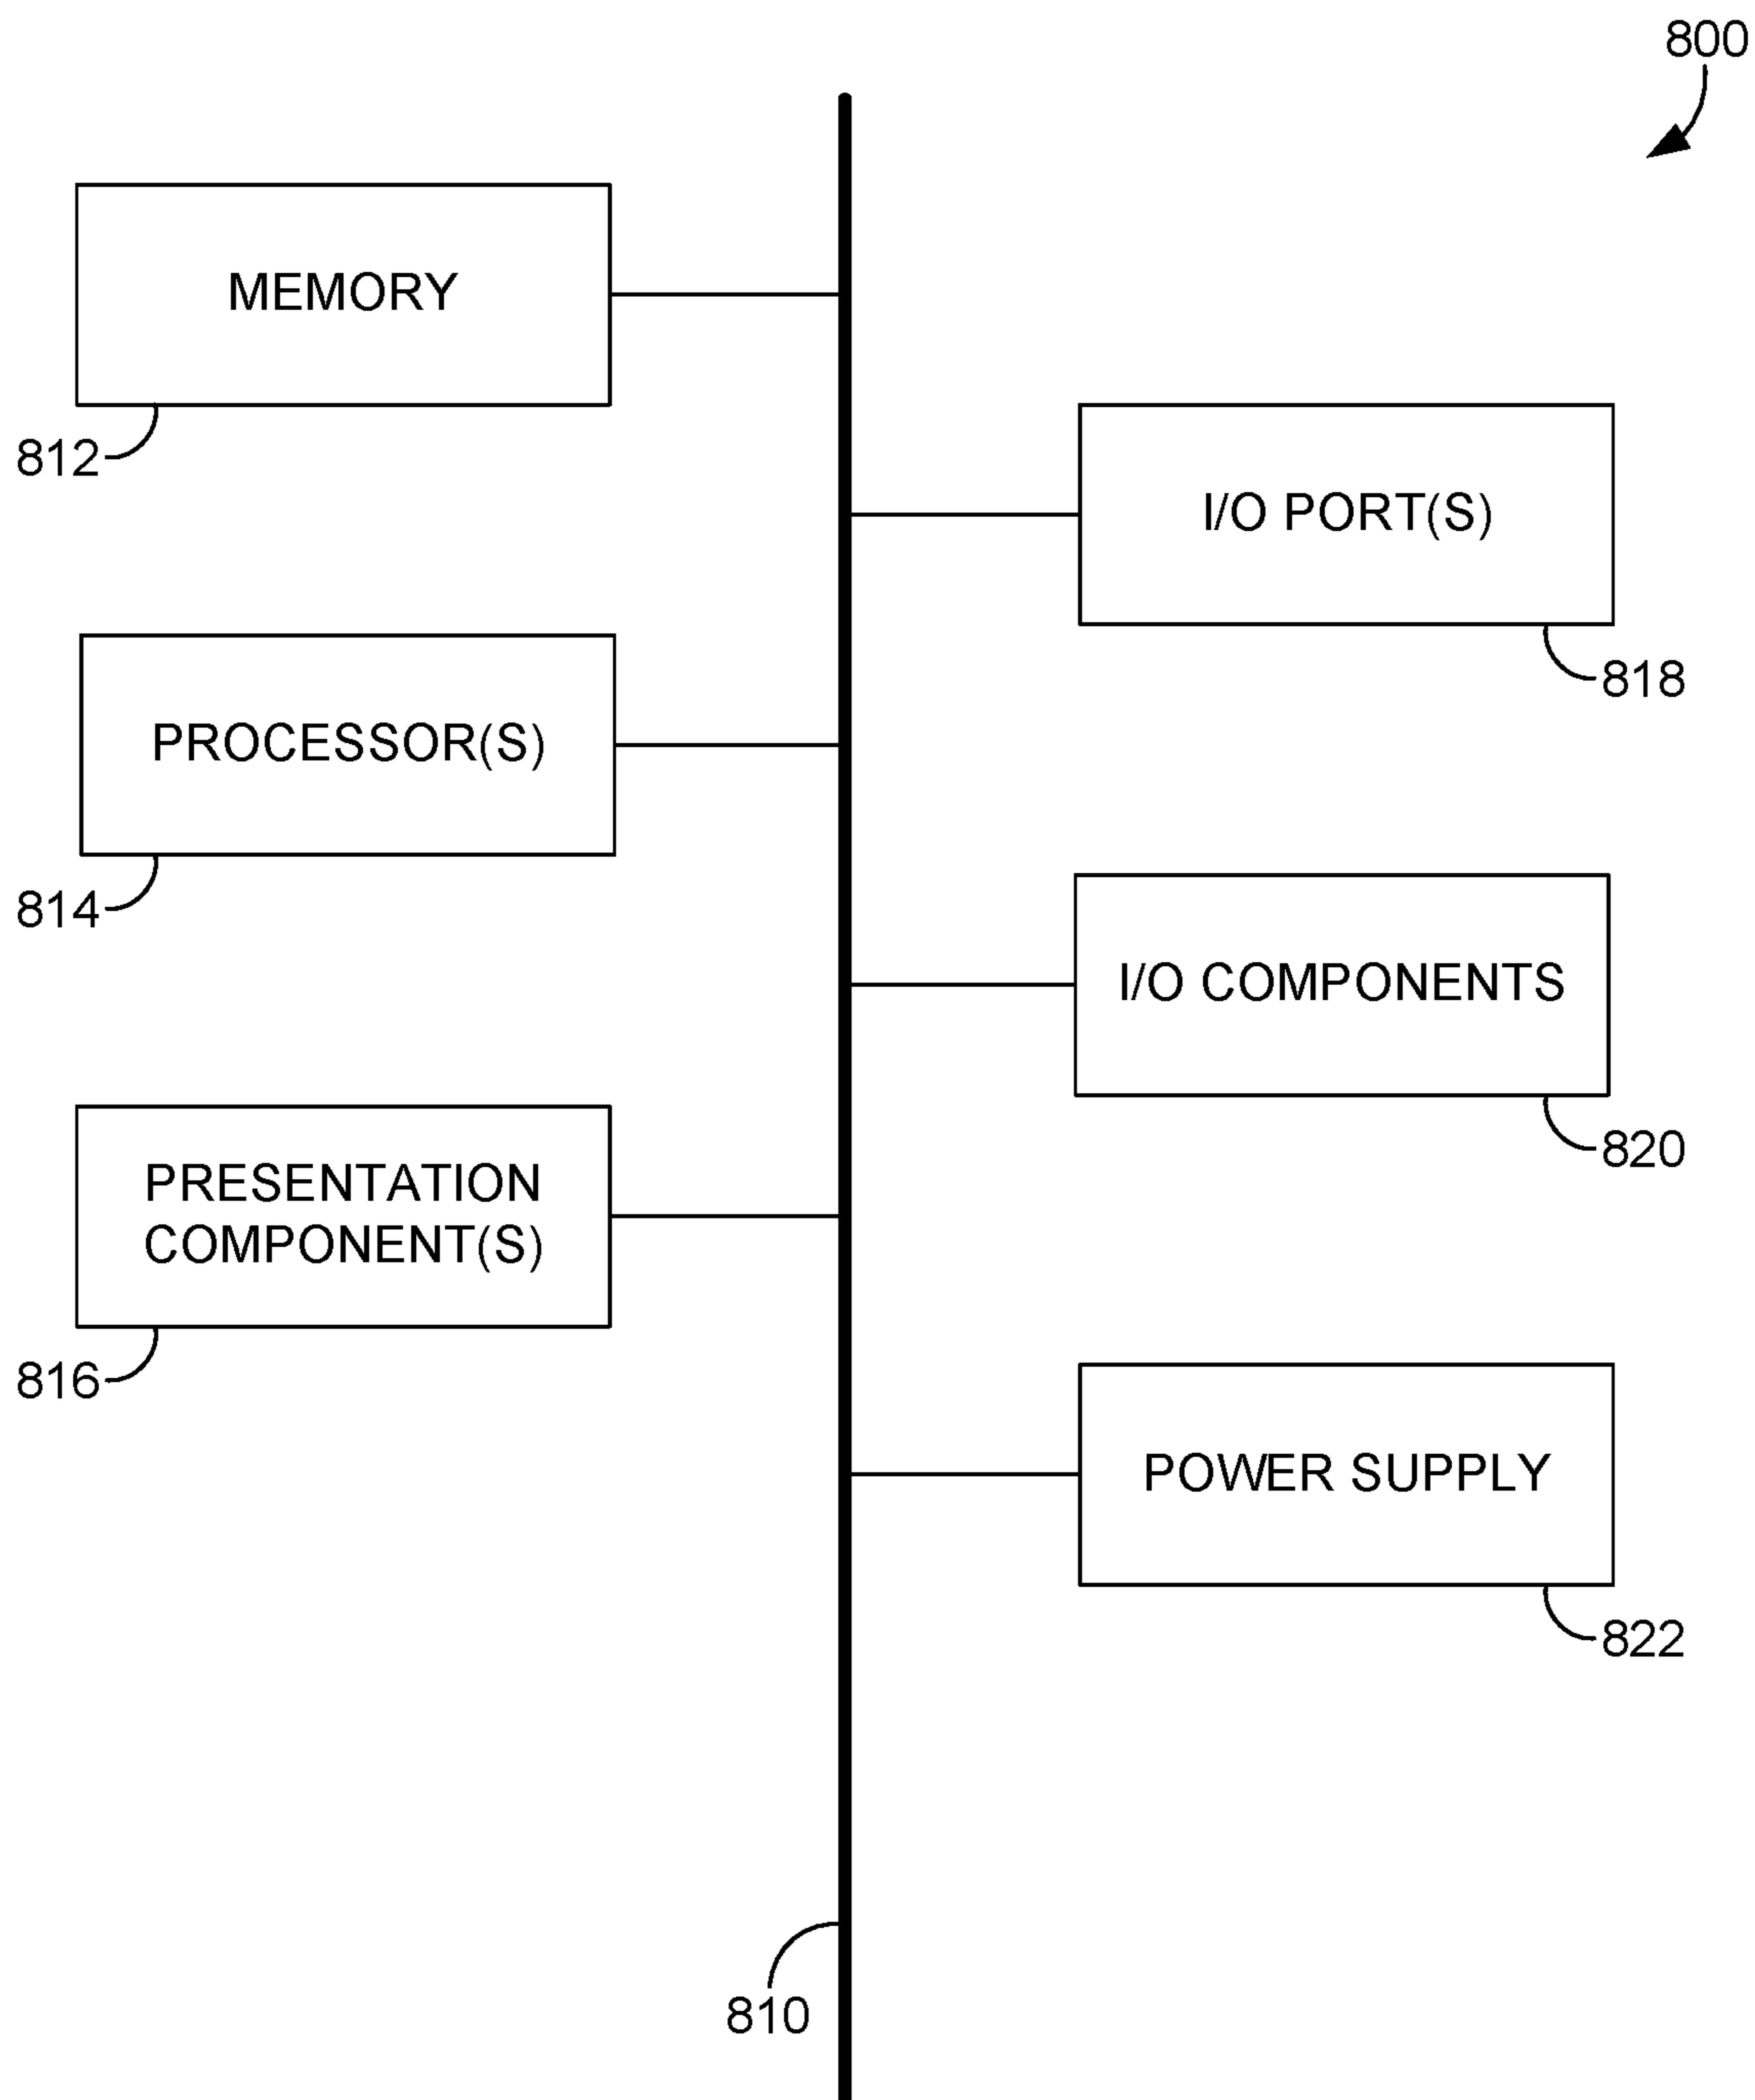 800
MEMORY
812
I/O PORT(S)
818
PROCESSOR(S)
814
I/O COMPONENTS
820
PRESENTATION
COMPONENT(S)
816
POWER SUPPLY
822
810